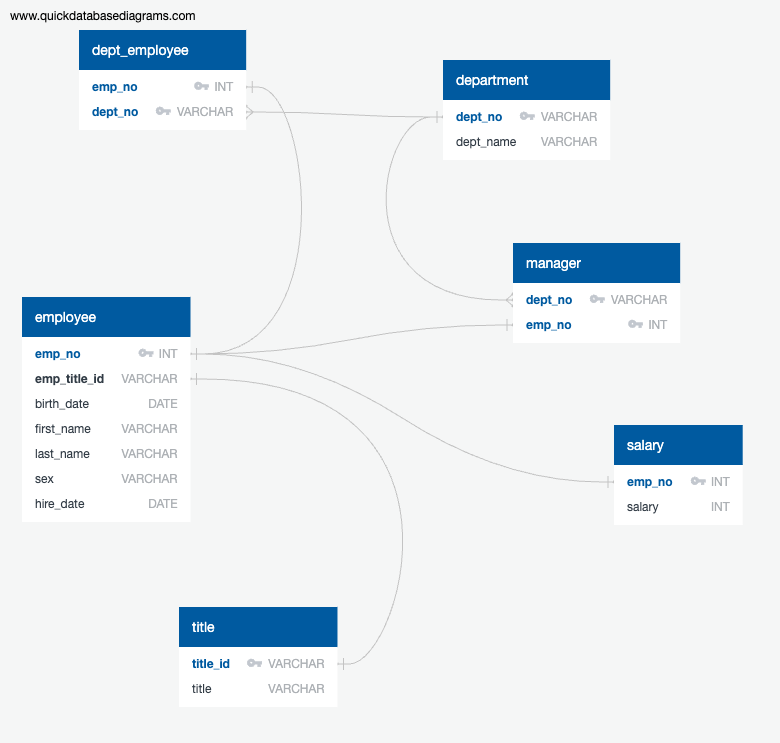 www.quickdatabasediagrams.com
dept_employee
emp_no INT
dept_no VARCHAR
department
dept_no VARCHAR
dept_name VARCHAR
manager
dept_no VARCHAR
emp_no INT
employee
emp_no INT
emp_title_id VARCHAR
birth_date DATE
first_name VARCHAR
last_name VARCHAR
sex VARCHAR
hire_date DATE
salary
emp_no INT
salary INT
title
title_id VARCHAR
title VARCHAR